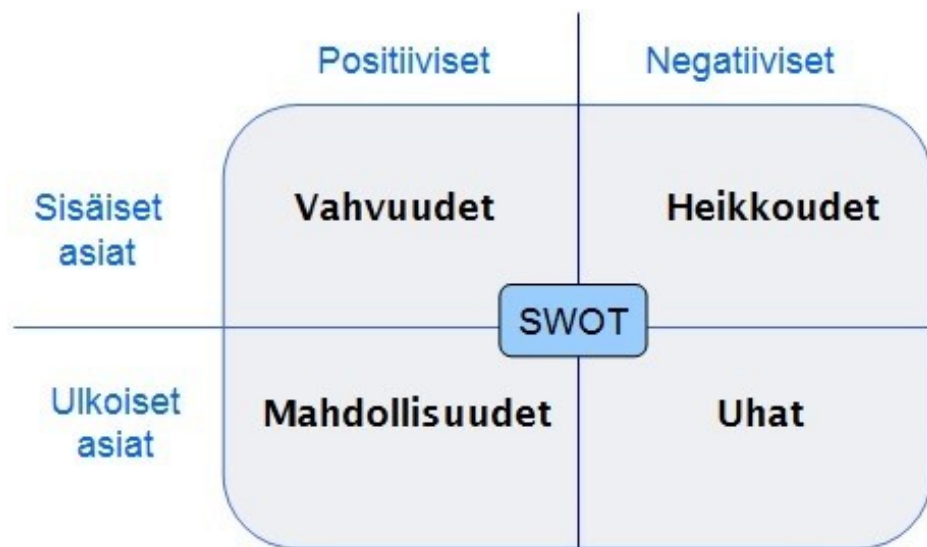 Positiiviset
Negatiiviset
Sisäiset
asiat
Vahvuudet
Heikkoudet
SWOT
Ulkoiset
asiat
Mahdollisuudet
Uhat